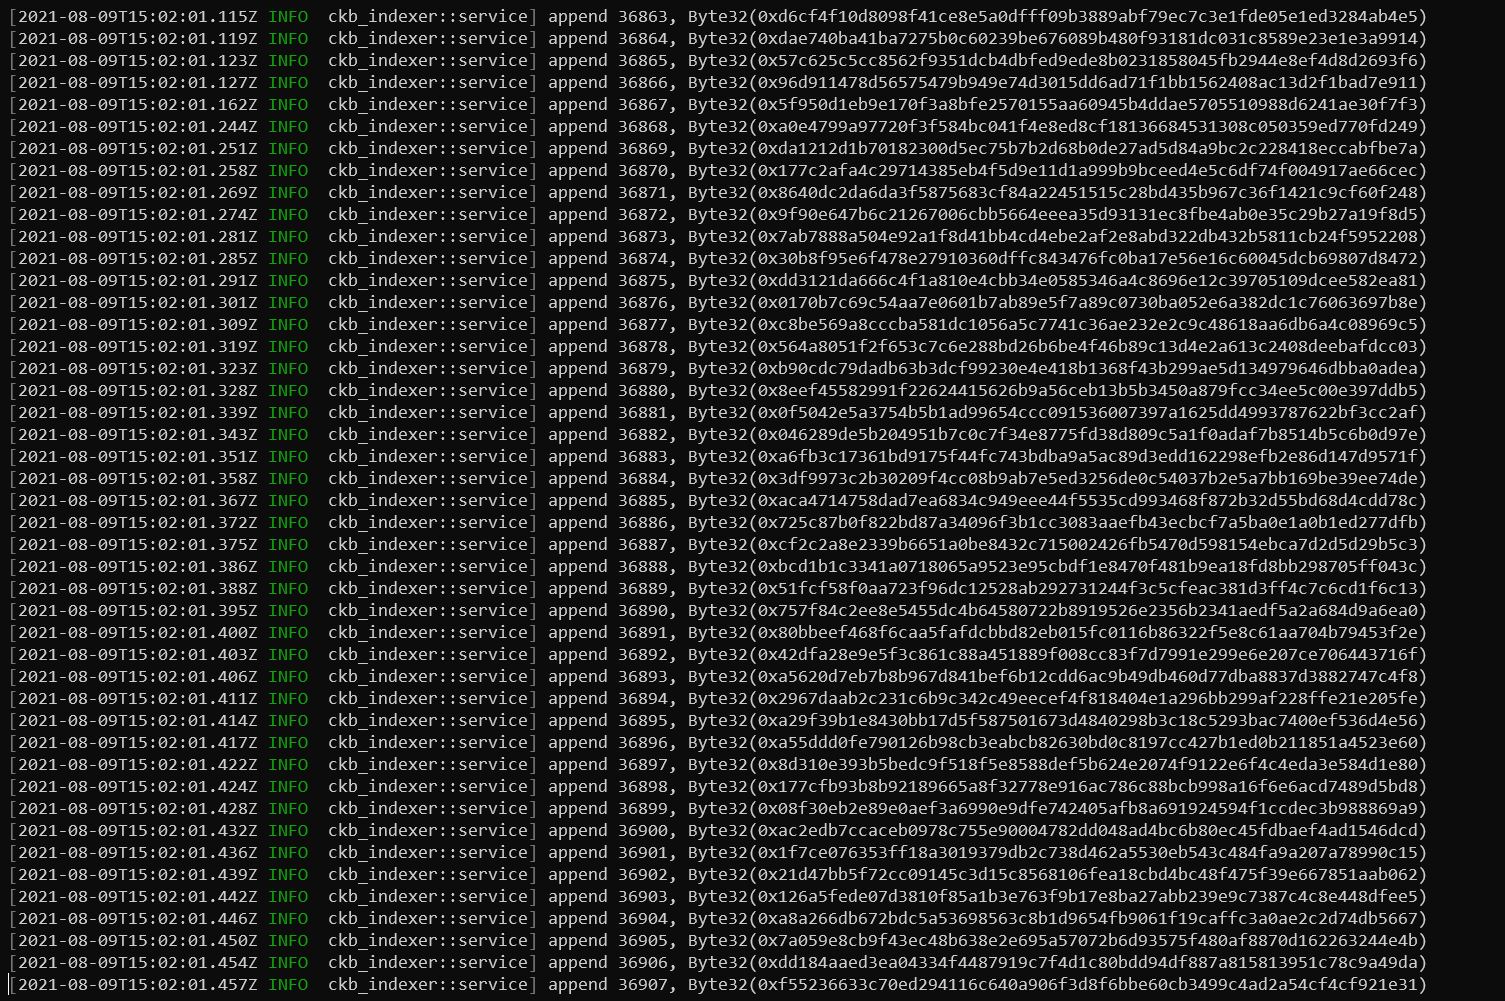 [2021-08-09T15:02:01.115Z INFO  ckb_indexer::service] append 36863, Byte32(0xd6cf4f10d8098f41ce8e5a0dfff09b3889abf79ec7c3e1fde05e1ed3284ab4e5)
[2021-08-09T15:02:01.119Z INFO  ckb_indexer::service] append 36864, Byte32(0xdae740ba41ba7275b0c60239be676089b480f93181dc031c8589e23e1e3a9914)
[2021-08-09T15:02:01.123Z INFO  ckb_indexer::service] append 36865, Byte32(0x57c625c5cc8562f9351dcb4dbfed9ede8b0231858045fb2944e8ef4d8d2693f6)
[2021-08-09T15:02:01.127Z INFO  ckb_indexer::service] append 36866, Byte32(0x96d911478d56575479b949e74d3015dd6ad71f1bb1562408ac13d2f1bad7e911)
[2021-08-09T15:02:01.162Z INFO  ckb_indexer::service] append 36867, Byte32(0x5f950d1eb9e170f3a8bfe2570155aa60945b4ddae5705510988d6241ae30f7f3)
[2021-08-09T15:02:01.244Z INFO  ckb_indexer::service] append 36868, Byte32(0xa0e4799a97720f3f584bc041f4e8ed8cf18136684531308c050359ed770fd249)
[2021-08-09T15:02:01.251Z INFO  ckb_indexer::service] append 36869, Byte32(0xda1212d1b70182300d5ec75b7b2d68b0de27ad5d84a9bc2c228418eccabfbe7a)
[2021-08-09T15:02:01.258Z INFO  ckb_indexer::service] append 36870, Byte32(0x177c2afa4c29714385eb4f5d9e11d1a999b9bceed4e5c6df74f004917ae66cec)
[2021-08-09T15:02:01.269Z INFO  ckb_indexer::service] append 36871, Byte32(0x8640dc2da6da3f5875683cf84a22451515c28bd435b967c36f1421c9cf60f248)
[2021-08-09T15:02:01.274Z INFO  ckb_indexer::service] append 36872, Byte32(0x9f90e647b6c21267006cbb5664eeea35d93131ec8fbe4ab0e35c29b27a19f8d5)
[2021-08-09T15:02:01.281Z INFO  ckb_indexer::service] append 36873, Byte32(0x7ab7888a504e92a1f8d41bb4cd4ebe2af2e8abd322db432b5811cb24f5952208)
[2021-08-09T15:02:01.285Z INFO  ckb_indexer::service] append 36874, Byte32(0x30b8f95e6f478e27910360dffc843476fc0ba17e56e16c60045dcb69807d8472)
[2021-08-09T15:02:01.291Z INFO  ckb_indexer::service] append 36875, Byte32(0xdd3121da666c4f1a810e4cbb34e0585346a4c8696e12c39705109dcee582ea81)
[2021-08-09T15:02:01.301Z INFO  ckb_indexer::service] append 36876, Byte32(0x0170b7c69c54aa7e0601b7ab89e5f7a89c0730ba052e6a382dc1c76063697b8e)
[2021-08-09T15:02:01.309Z INFO  ckb_indexer::service] append 36877, Byte32(0xc8be569a8cccba581dc1056a5c7741c36ae232e2c9c48618aa6db6a4c08969c5)
[2021-08-09T15:02:01.319Z INFO  ckb_indexer::service] append 36878, Byte32(0x564a8051f2f653c7c6e288bd26b6be4f46b89c13d4e2a613c2408deebafdcc03)
[2021-08-09T15:02:01.323Z INFO  ckb_indexer::service] append 36879, Byte32(0xb90cdc79dadb63b3dcf99230e4e418b1368f43b299ae5d134979646dbba0adea)
[2021-08-09T15:02:01.328Z INFO  ckb_indexer::service] append 36880, Byte32(0x8eef45582991f22624415626b9a56ceb13b5b3450a879fcc34ee5c00e397ddb5)
[2021-08-09T15:02:01.339Z INFO  ckb_indexer::service] append 36881, Byte32(0x0f5042e5a3754b5b1ad99654ccc091536007397a1625dd4993787622bf3cc2af)
[2021-08-09T15:02:01.343Z INFO  ckb_indexer::service] append 36882, Byte32(0x046289de5b204951b7c0c7f34e8775fd38d809c5a1f0adaf7b8514b5c6b0d97e)
[2021-08-09T15:02:01.351Z INFO  ckb_indexer::service] append 36883, Byte32(0xa6fb3c17361bd9175f44fc743bdba9a5ac89d3edd162298efb2e86d147d9571f)
[2021-08-09T15:02:01.358Z INFO  ckb_indexer::service] append 36884, Byte32(0x3df9973c2b30209f4cc08b9ab7e5ed3256de0c54037b2e5a7bb169be39ee74de)
[2021-08-09T15:02:01.367Z INFO  ckb_indexer::service] append 36885, Byte32(0xaca4714758dad7ea6834c949eee44f5535cd993468f872b32d55bd68d4cdd78c)
[2021-08-09T15:02:01.372Z INFO  ckb_indexer::service] append 36886, Byte32(0x725c87b0f822bd87a34096f3b1cc3083aaefb43ecbcf7a5ba0e1a0b1ed277dfb)
[2021-08-09T15:02:01.375Z INFO  ckb_indexer::service] append 36887, Byte32(0xcf2c2a8e2339b6651a0be8432c715002426fb5470d598154ebca7d2d5d29b5c3)
[2021-08-09T15:02:01.386Z INFO  ckb_indexer::service] append 36888, Byte32(0xbcd1b1c3341a0718065a9523e95cbdf1e8470f481b9ea18fd8bb298705ff043c)
[2021-08-09T15:02:01.388Z INFO  ckb_indexer::service] append 36889, Byte32(0x51fcf58f0aa723f96dc12528ab292731244f3c5cfeac381d3ff4c7c6cd1f6c13)
[2021-08-09T15:02:01.395Z INFO  ckb_indexer::service] append 36890, Byte32(0x757f84c2ee8e5455dc4b64580722b8919526e2356b2341aedf5a2a684d9a6ea0)
[2021-08-09T15:02:01.400Z INFO  ckb_indexer::service] append 36891, Byte32(0x80bbeef468f6caa5fafdcbbd82eb015fc0116b86322f5e8c61aa704b79453f2e)
[2021-08-09T15:02:01.403Z INFO  ckb_indexer::service] append 36892, Byte32(0x42dfa28e9e5f3c861c88a451889f008cc83f7d7991e299e6e207ce706443716f)
[2021-08-09T15:02:01.406Z INFO  ckb_indexer::service] append 36893, Byte32(0xa5620d7eb7b8b967d841bef6b12cdd6ac9b49db460d77dba8837d3882747c4f8)
[2021-08-09T15:02:01.411Z INFO  ckb_indexer::service] append 36894, Byte32(0x2967daab2c231c6b9c342c49eecef4f818404e1a296bb299af228ffe21e205fe)
[2021-08-09T15:02:01.414Z INFO  ckb_indexer::service] append 36895, Byte32(0xa29f39b1e8430bb17d5f587501673d4840298b3c18c5293bac7400ef536d4e56)
[2021-08-09T15:02:01.417Z INFO  ckb_indexer::service] append 36896, Byte32(0xa55ddd0fe790126b98cb3eabcb82630bd0c8197cc427b1ed0b211851a4523e60)
[2021-08-09T15:02:01.422Z INFO  ckb_indexer::service] append 36897, Byte32(0x8d310e393b5bedc9f518f5e8588def5b624e2074f9122e6f4c4eda3e584d1e80)
[2021-08-09T15:02:01.424Z INFO  ckb_indexer::service] append 36898, Byte32(0x177cfb93b8b92189665a8f32778e916ac786c88bcb998a16f6e6acd7489d5bd8)
[2021-08-09T15:02:01.428Z INFO  ckb_indexer::service] append 36899, Byte32(0x08f30eb2e89e0aef3a6990e9dfe742405afb8a691924594f1ccdec3b988869a9)
[2021-08-09T15:02:01.432Z INFO  ckb_indexer::service] append 36900, Byte32(0xac2edb7ccaceb0978c755e90004782dd048ad4bc6b80ec45fdbaef4ad1546dcd)
[2021-08-09T15:02:01.436Z INFO  ckb_indexer::service] append 36901, Byte32(0x1f7ce076353ff18a3019379db2c738d462a5530eb543c484fa9a207a78990c15)
[2021-08-09T15:02:01.439Z INFO  ckb_indexer::service] append 36902, Byte32(0x21d47bb5f72cc09145c3d15c8568106fea18cbd4bc48f475f39e667851aab062)
[2021-08-09T15:02:01.442Z INFO  ckb_indexer::service] append 36903, Byte32(0x126a5fede07d3810f85a1b3e763f9b17e8ba27abb239e9c7387c4c8e448dfee5)
[2021-08-09T15:02:01.446Z INFO  ckb_indexer::service] append 36904, Byte32(0xa8a266db672bdc5a53698563c8b1d9654fb9061f19caffc3a0ae2c2d74db5667)
[2021-08-09T15:02:01.450Z INFO  ckb_indexer::service] append 36905, Byte32(0x7a059e8cb9f43ec48b638e2e695a57072b6d93575f480af8870d162263244e4b)
[2021-08-09T15:02:01.454Z INFO  ckb_indexer::service] append 36906, Byte32(0xdd184aaed3ea04334f4487919c7f4d1c80bdd94df887a815813951c78c9a49da)
[2021-08-09T15:02:01.457Z INFO  ckb_indexer::service] append 36907, Byte32(0xf55236633c70ed294116c640a906f3d8f6bbe60cb3499c4ad2a54cf4cf921e31)